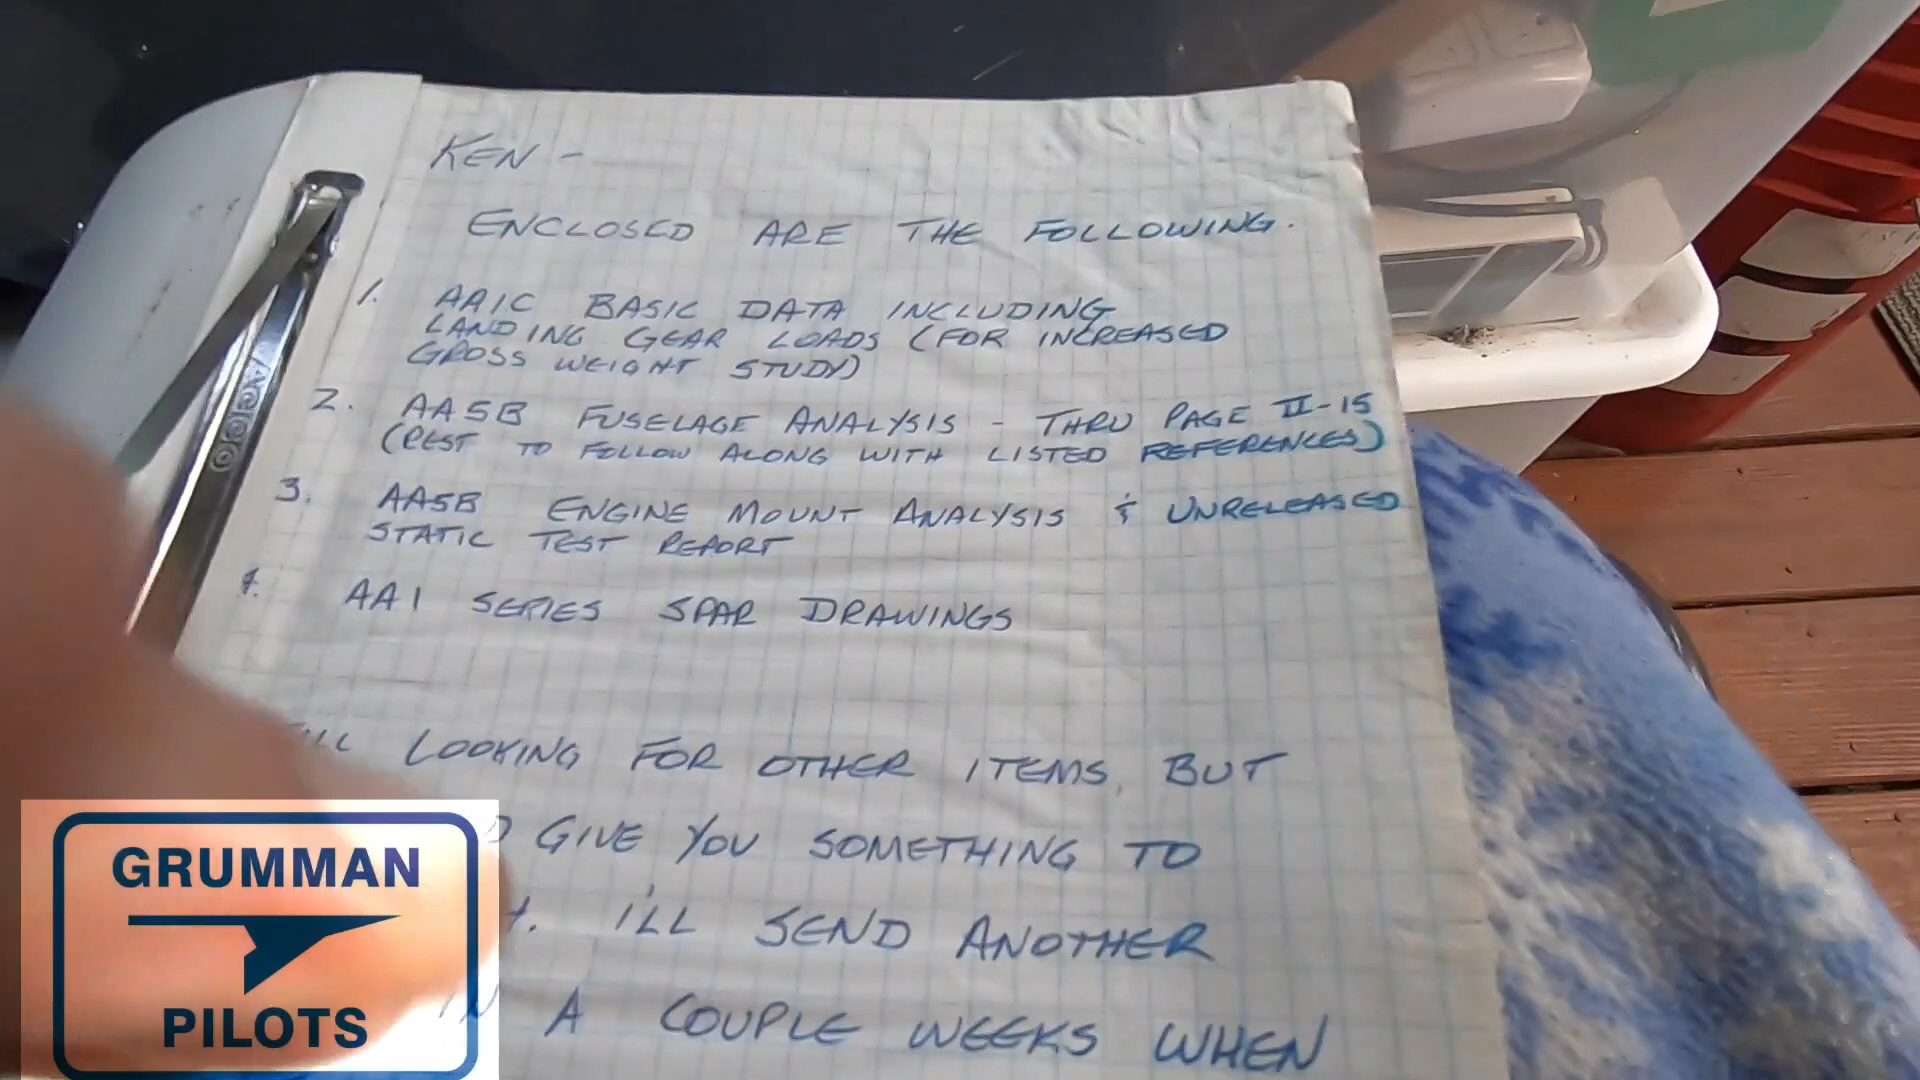 KEN -
ENCLOSED ARE THE FOLLOWING.
1. AA1C BASIC DATA INCLUDING
LANDING GEAR LOADS (FOR INCREASED
GROSS WEIGHT STUDY)
2. AA5B FUSELAGE ANALYSIS - THRU PAGE II-15
(REST TO FOLLOW ALONG WITH LISTED REFERENCES)
3. AA5B ENGINE MOUNT ANALYSIS & UNRELEASED
STATIC TEST REPORT
4. AA1 SERIES SPAR DRAWINGS
LOOKING FOR OTHER ITEMS, BUT
GIVE YOU SOMETHING TO
I'LL SEND ANOTHER
IN A COUPLE WEEKS WHEN
GRUMMAN
PILOTS